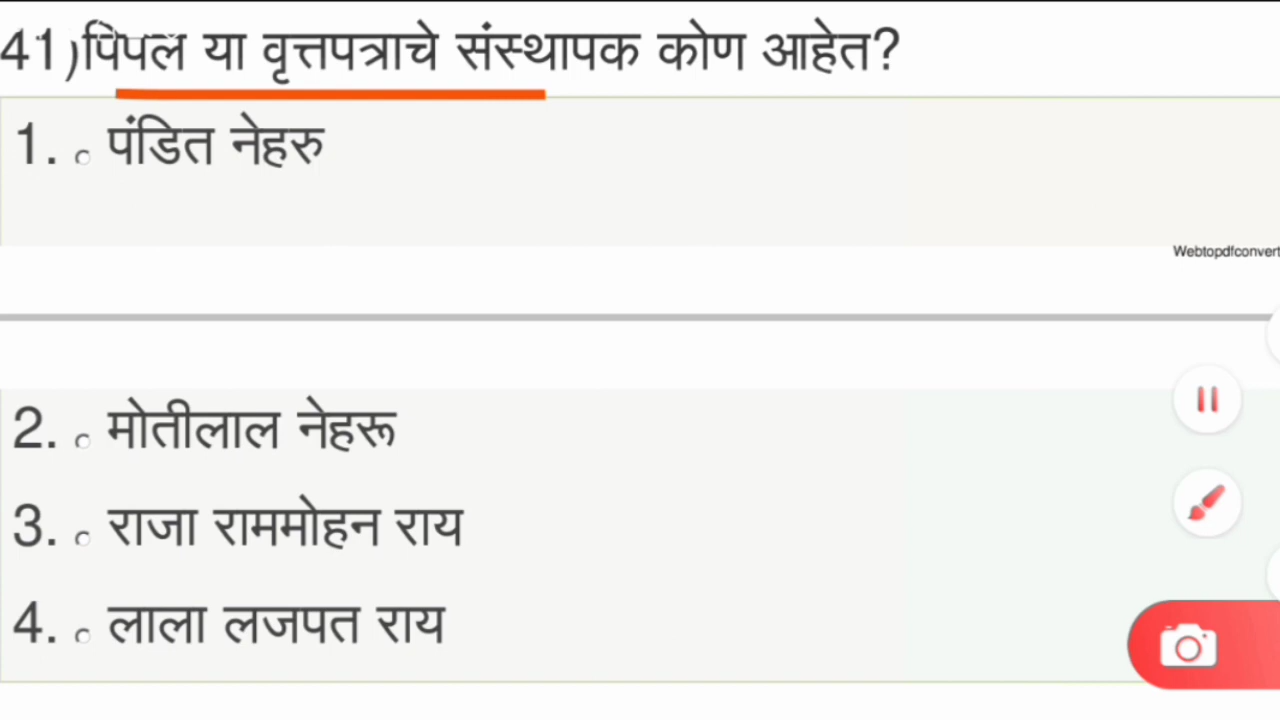 41)पिपल या वृत्तपत्राचे संस्थापक कोण आहेत?
1. पंडित नेहरु
Webtopdfconvert
2. मोतीलाल नेहरू
3. राजा राममोहन राय
4. लाला लजपत राय